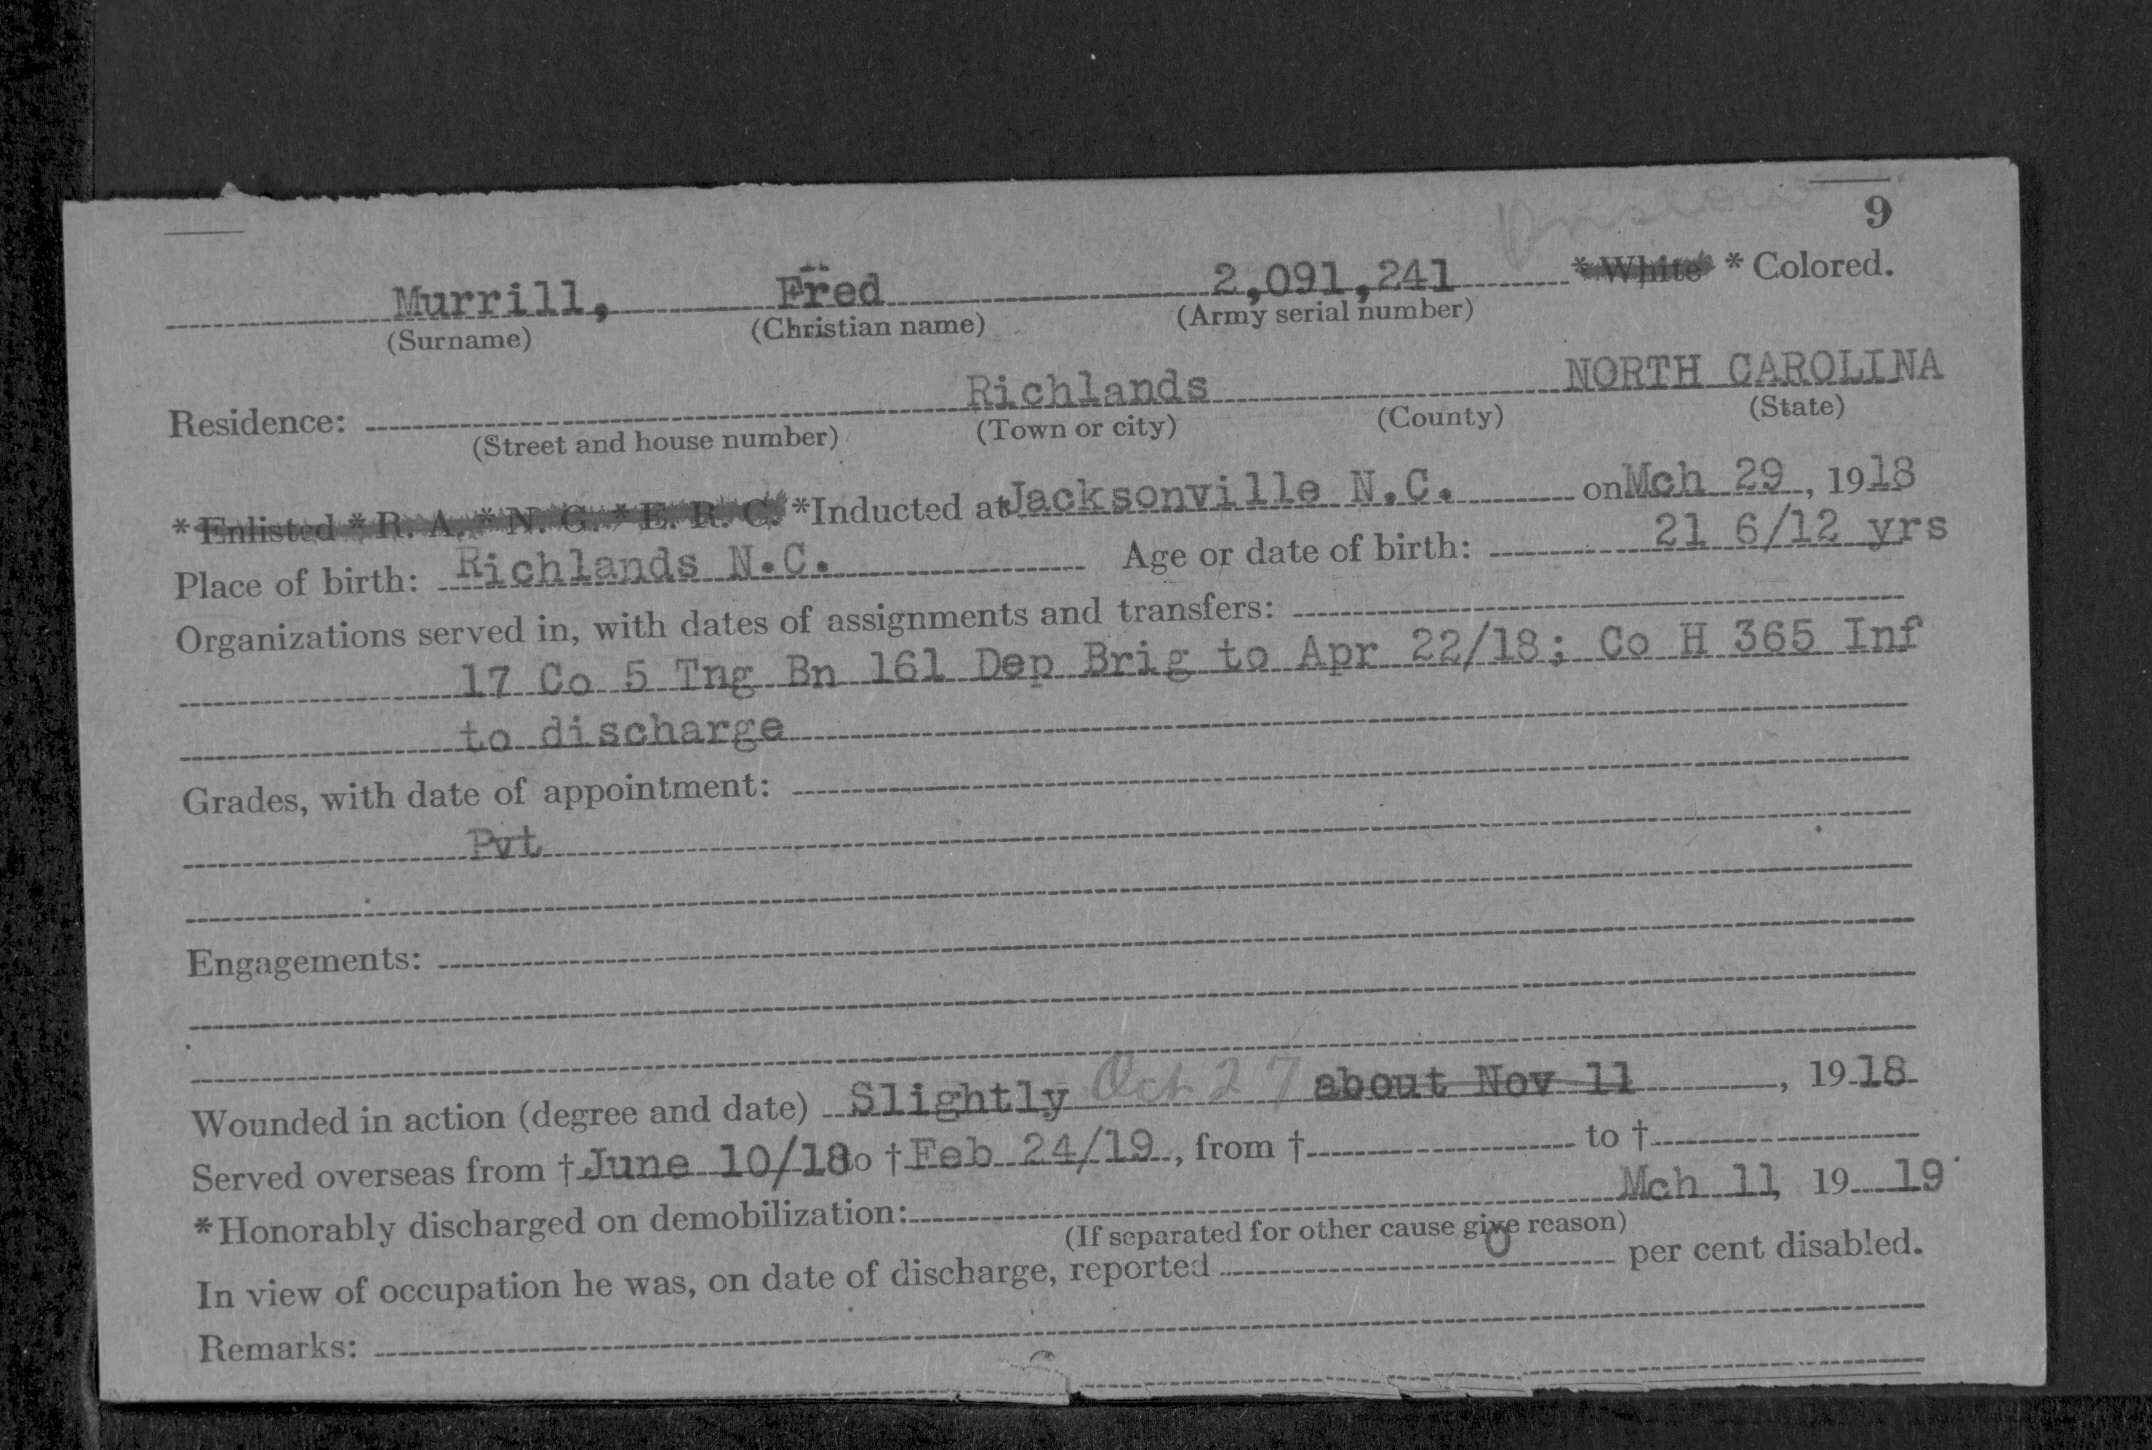 Onslow
9
Murrill, Fred 2,091,241 * White * Colored.
(Surname) (Christian name) (Army serial number)
Residence: Richlands NORTH CAROLINA
(Street and house number) (Town or city) (County) (State)
* Enlisted * R. A. * N. G. * E. R. C. *Inducted at Jacksonville N.C. on Mch 29, 1918
Place of birth: Richlands N.C. Age or date of birth: 21 6/12 yrs
Organizations served in, with dates of assignments and transfers:
17 Co 5 Tng Bn 161 Dep Brig to Apr 22/18; Co H 365 Inf
to discharge
Grades, with date of appointment:
Pvt
Engagements:
Wounded in action (degree and date) Slightly Oct 27 about Nov 11, 1918
Served overseas from † June 10/18 to † Feb 24/19, from † to †
* Honorably discharged on demobilization: Mch 11, 19 19
(If separated for other cause give reason)
In view of occupation he was, on date of discharge, reported 0 per cent disabled.
Remarks: